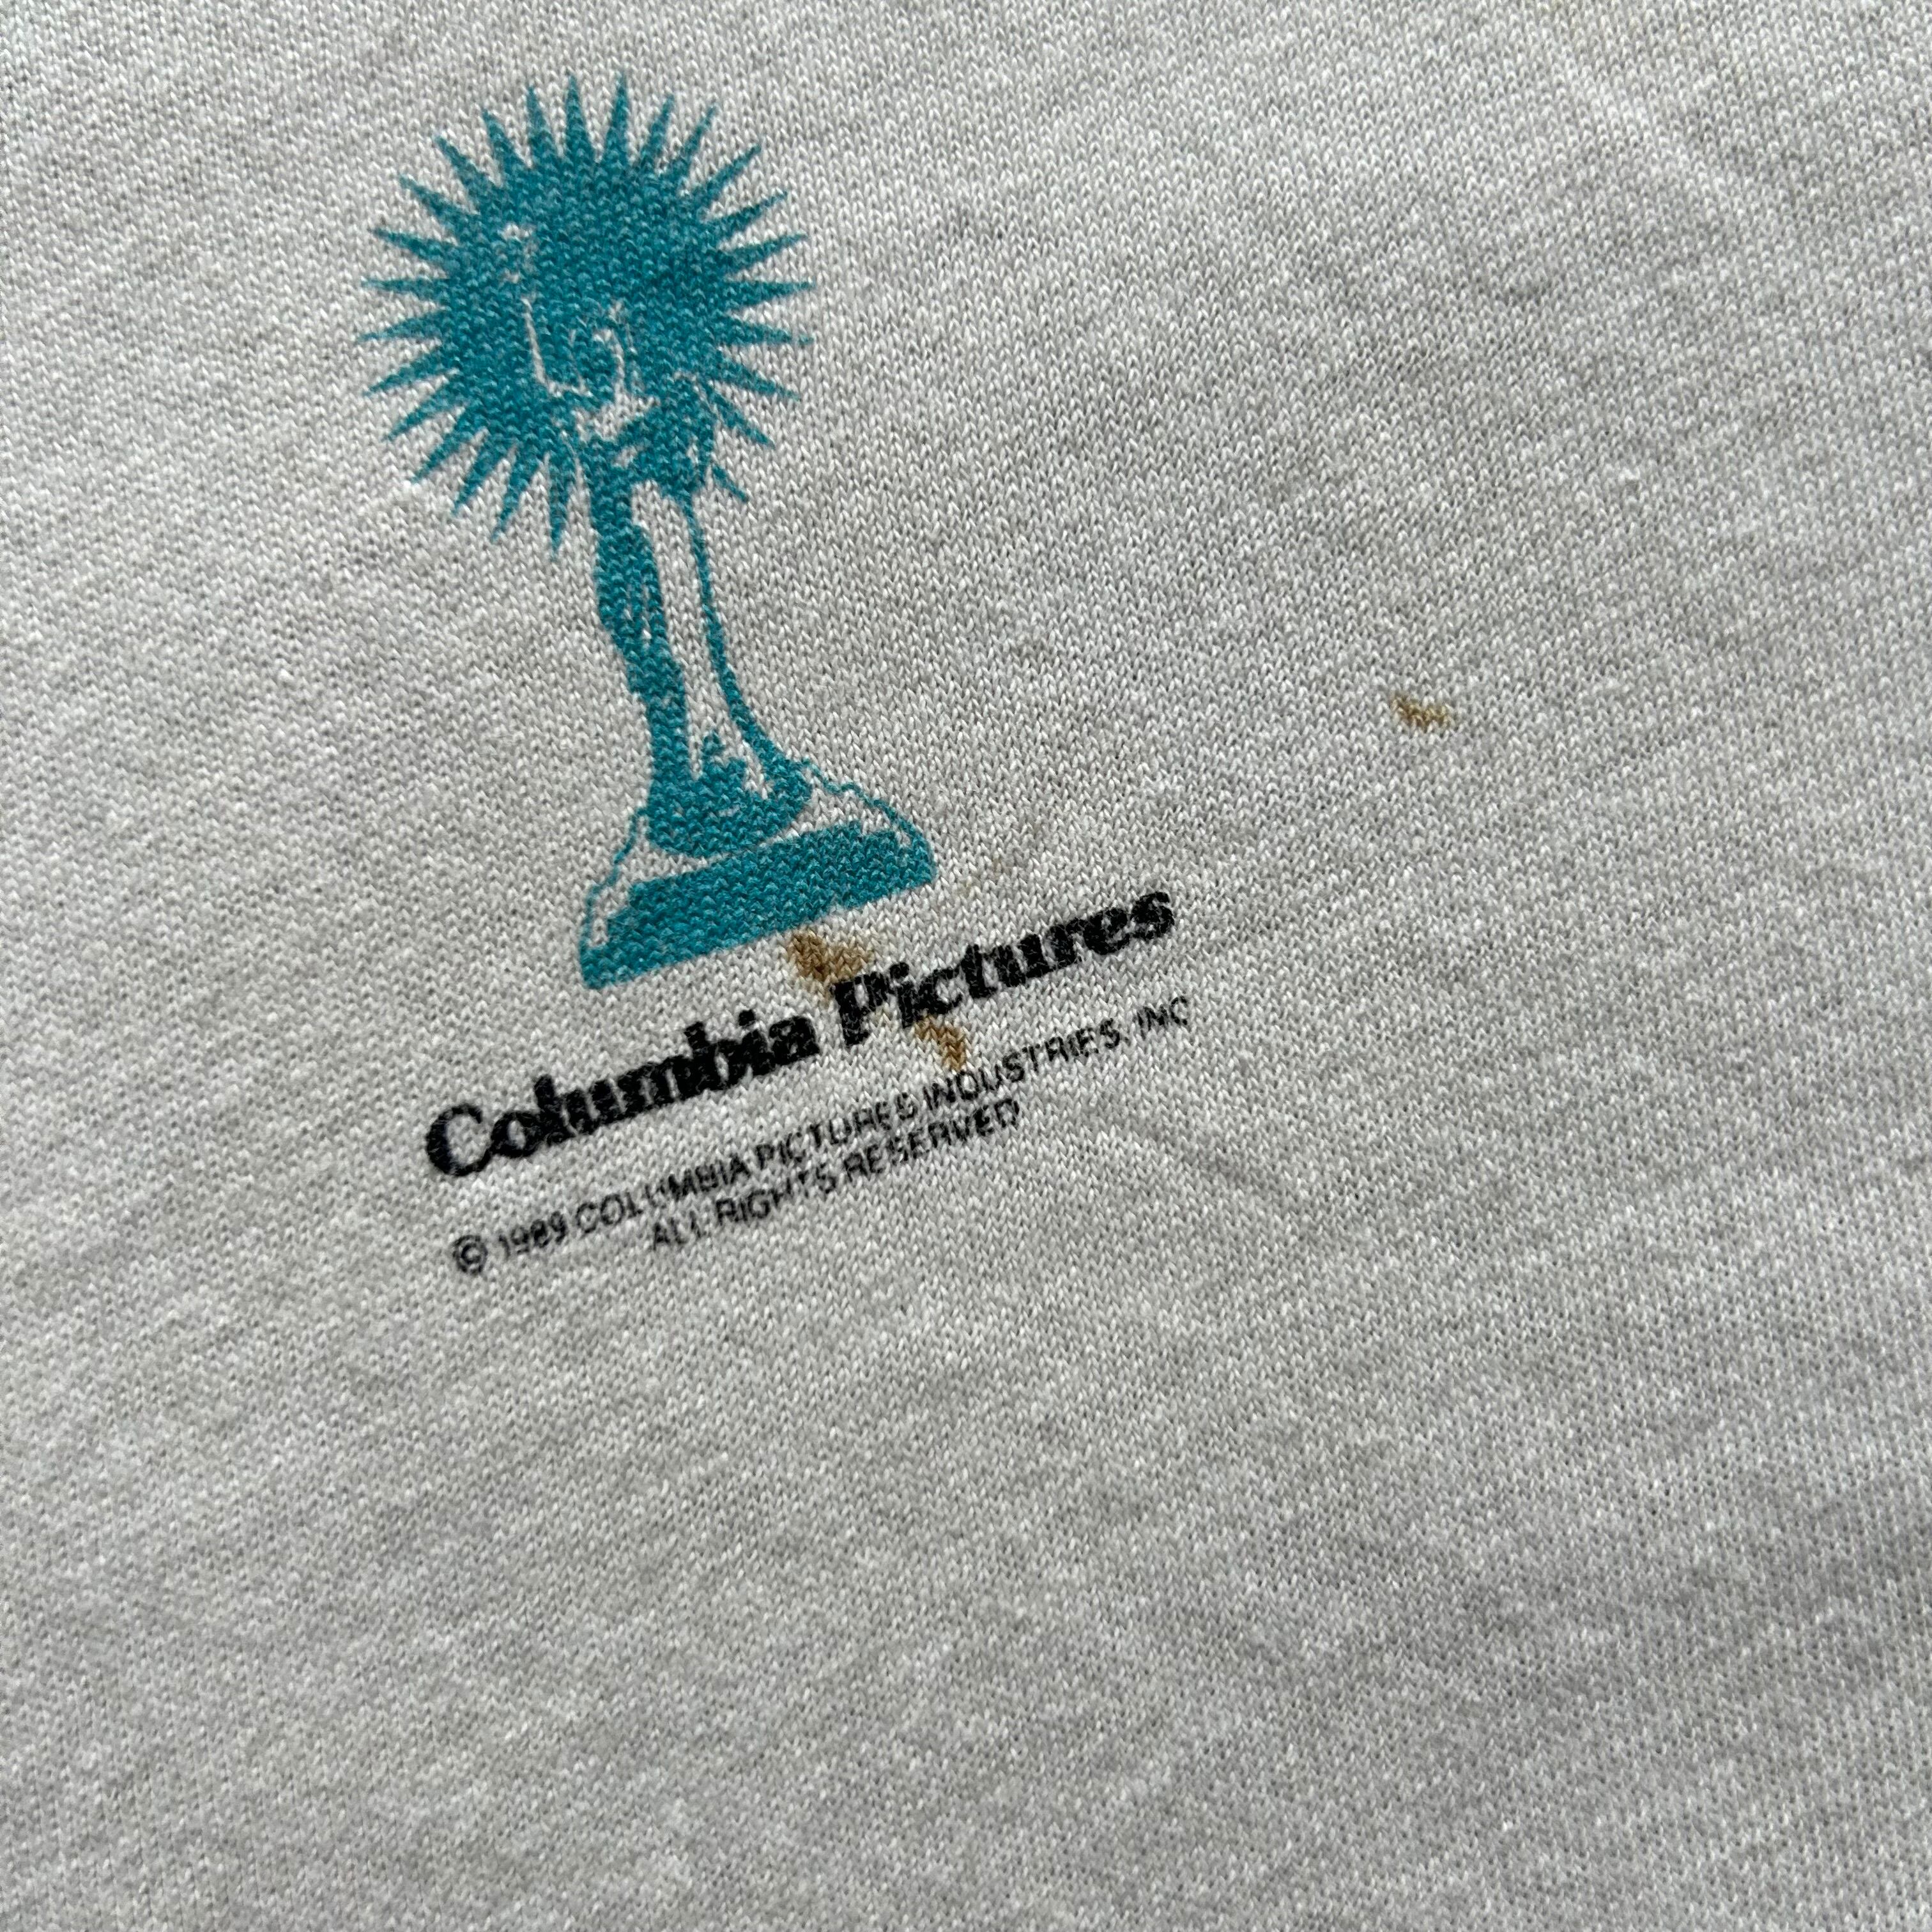 Columbia Pictures
© 1989 COLUMBIA PICTURES INDUSTRIES, INC
ALL RIGHTS RESERVED